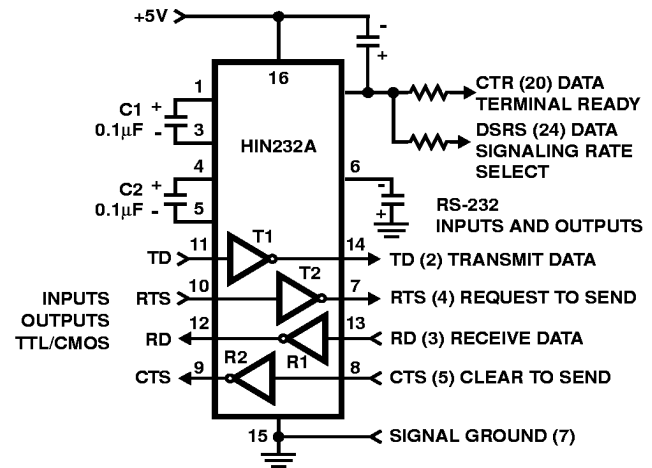 +5V
-
+
16
1
C1 +
0.1µF -
3
HIN232A
CTR (20) DATA
TERMINAL READY
DSRS (24) DATA
SIGNALING RATE
SELECT
4
C2 +
0.1µF -
5
6
-
+
RS-232
INPUTS AND OUTPUTS
TD 11 T1 14 TD (2) TRANSMIT DATA
RTS 10 T2 7 RTS (4) REQUEST TO SEND
INPUTS
OUTPUTS
TTL/CMOS
RD 12 R1 13 RD (3) RECEIVE DATA
CTS 9 R2 8 CTS (5) CLEAR TO SEND
15 SIGNAL GROUND (7)